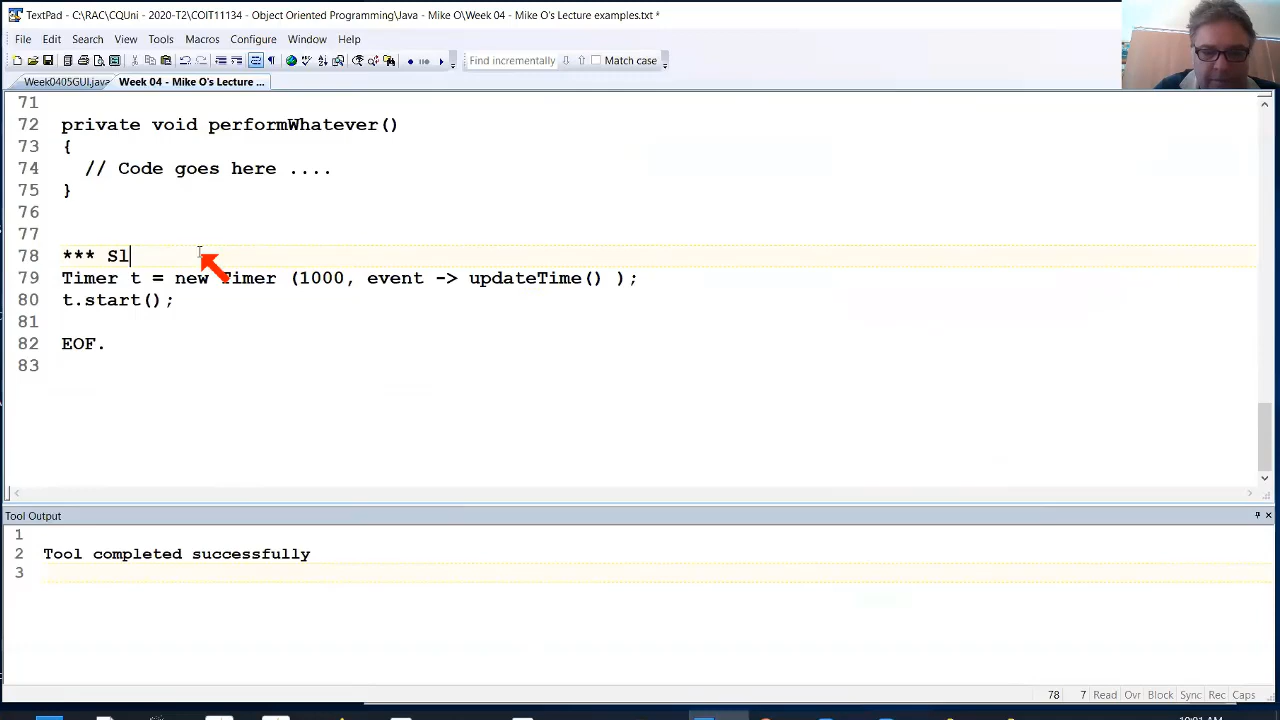 TextPad - C:\RAC\CQUni - 2020-T2\COIT11134 - Object Oriented Programming\Java - Mike O\Week 04 - Mike O's Lecture examples.txt *
File Edit Search View Tools Macros Configure Window Help
Find incrementally Match case
Week0405GUI.java Week 04 - Mike O's Lecture ...
71
72 private void performWhatever()
73 {
74 // Code goes here ....
75 }
76
77
78 *** Sl
79 Timer t = new Timer (1000, event -> updateTime() );
80 t.start();
81
82 EOF.
83
Tool Output
1
2 Tool completed successfully
3
78 7 Read Ovr Block Sync Rec Caps